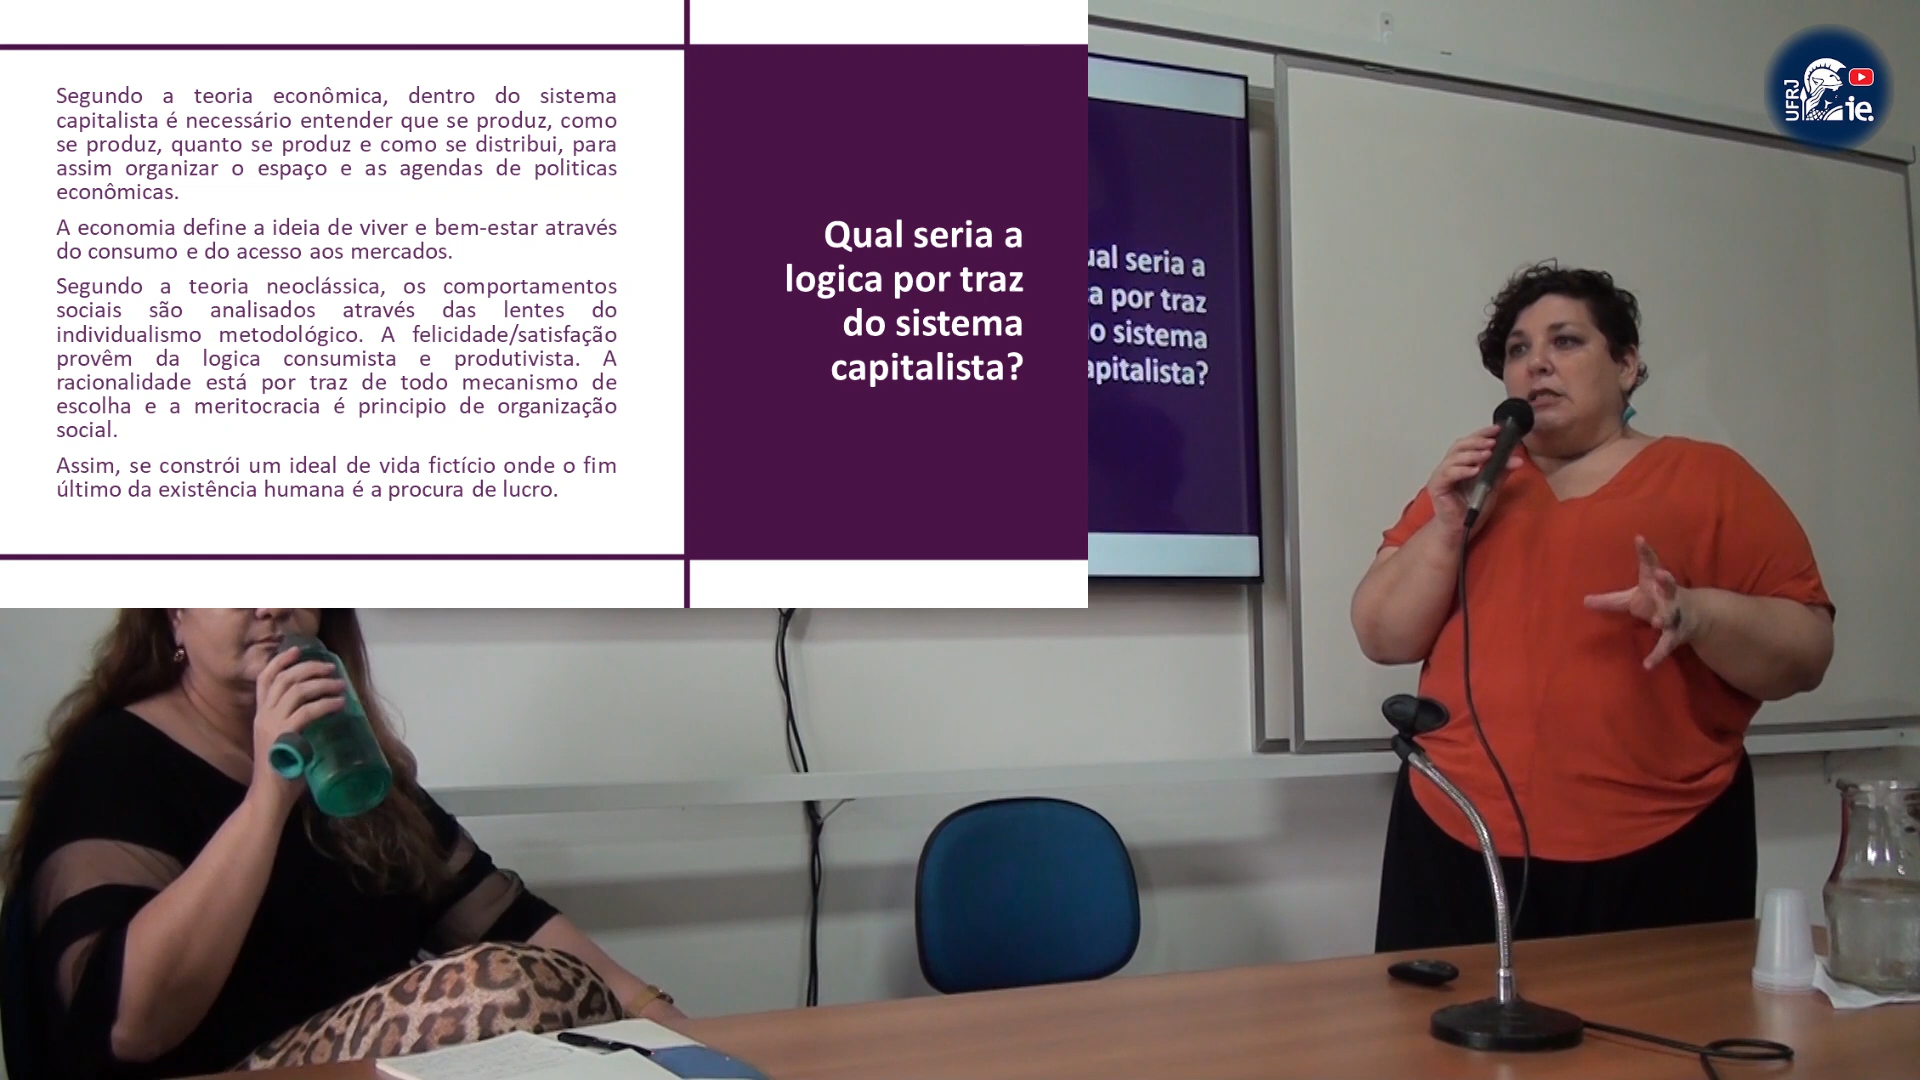 Segundo a teoria econômica, dentro do sistema
capitalista é necessário entender que se produz, como
se produz, quanto se produz e como se distribui, para
assim organizar o espaço e as agendas de politicas
econômicas.
A economia define a ideia de viver e bem-estar através
do consumo e do acesso aos mercados.
Segundo a teoria neoclássica, os comportamentos
sociais são analisados através das lentes do
individualismo metodológico. A felicidade/satisfação
provêm da logica consumista e produtivista. A
racionalidade está por traz de todo mecanismo de
escolha e a meritocracia é principio de organização
social.
Assim, se constrói um ideal de vida fictício onde o fim
último da existência humana é a procura de lucro.
Qual seria a
logica por traz
do sistema
capitalista?
ual seria a
a por traz
o sistema
apitalista?
UFRJ
ie.